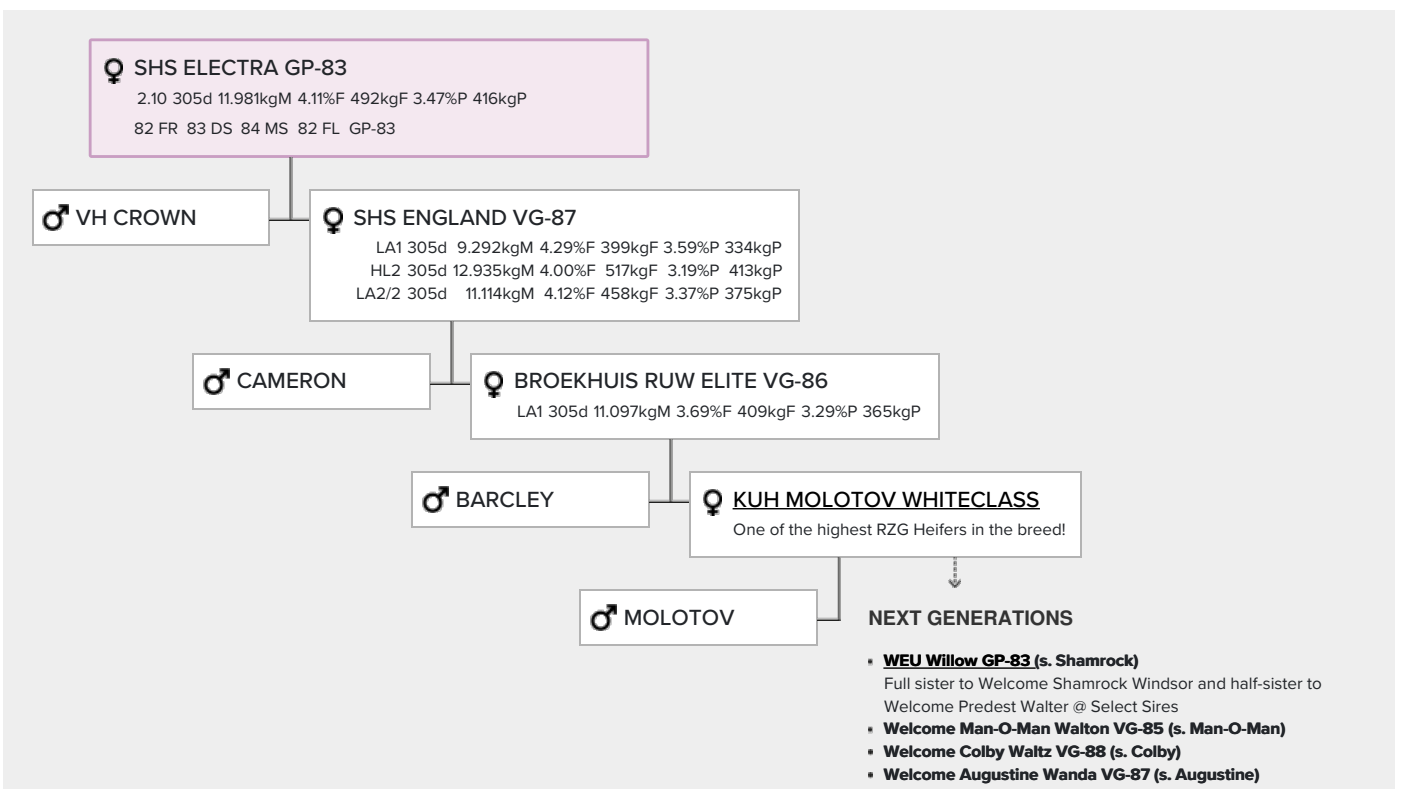 SHS ELECTRA GP-83
2.10 305d 11.981kgM 4.11%F 492kgF 3.47%P 416kgP
82 FR 83 DS 84 MS 82 FL GP-83
VH CROWN
SHS ENGLAND VG-87
LA1 305d 9.292kgM 4.29%F 399kgF 3.59%P 334kgP
HL2 305d 12.935kgM 4.00%F 517kgF 3.19%P 413kgP
LA2/2 305d 11.114kgM 4.12%F 458kgF 3.37%P 375kgP
CAMERON
BROEKHUIS RUW ELITE VG-86
LA1 305d 11.097kgM 3.69%F 409kgF 3.29%P 365kgP
BARCLEY
KUH MOLOTOV WHITECLASS
One of the highest RZG Heifers in the breed!
MOLOTOV
NEXT GENERATIONS
• WEU Willow GP-83 (s. Shamrock)
Full sister to Welcome Shamrock Windsor and half-sister to
Welcome Predest Walter @ Select Sires
• Welcome Man-O-Man Walton VG-85 (s. Man-O-Man)
• Welcome Colby Waltz VG-88 (s. Colby)
• Welcome Augustine Wanda VG-87 (s. Augustine)